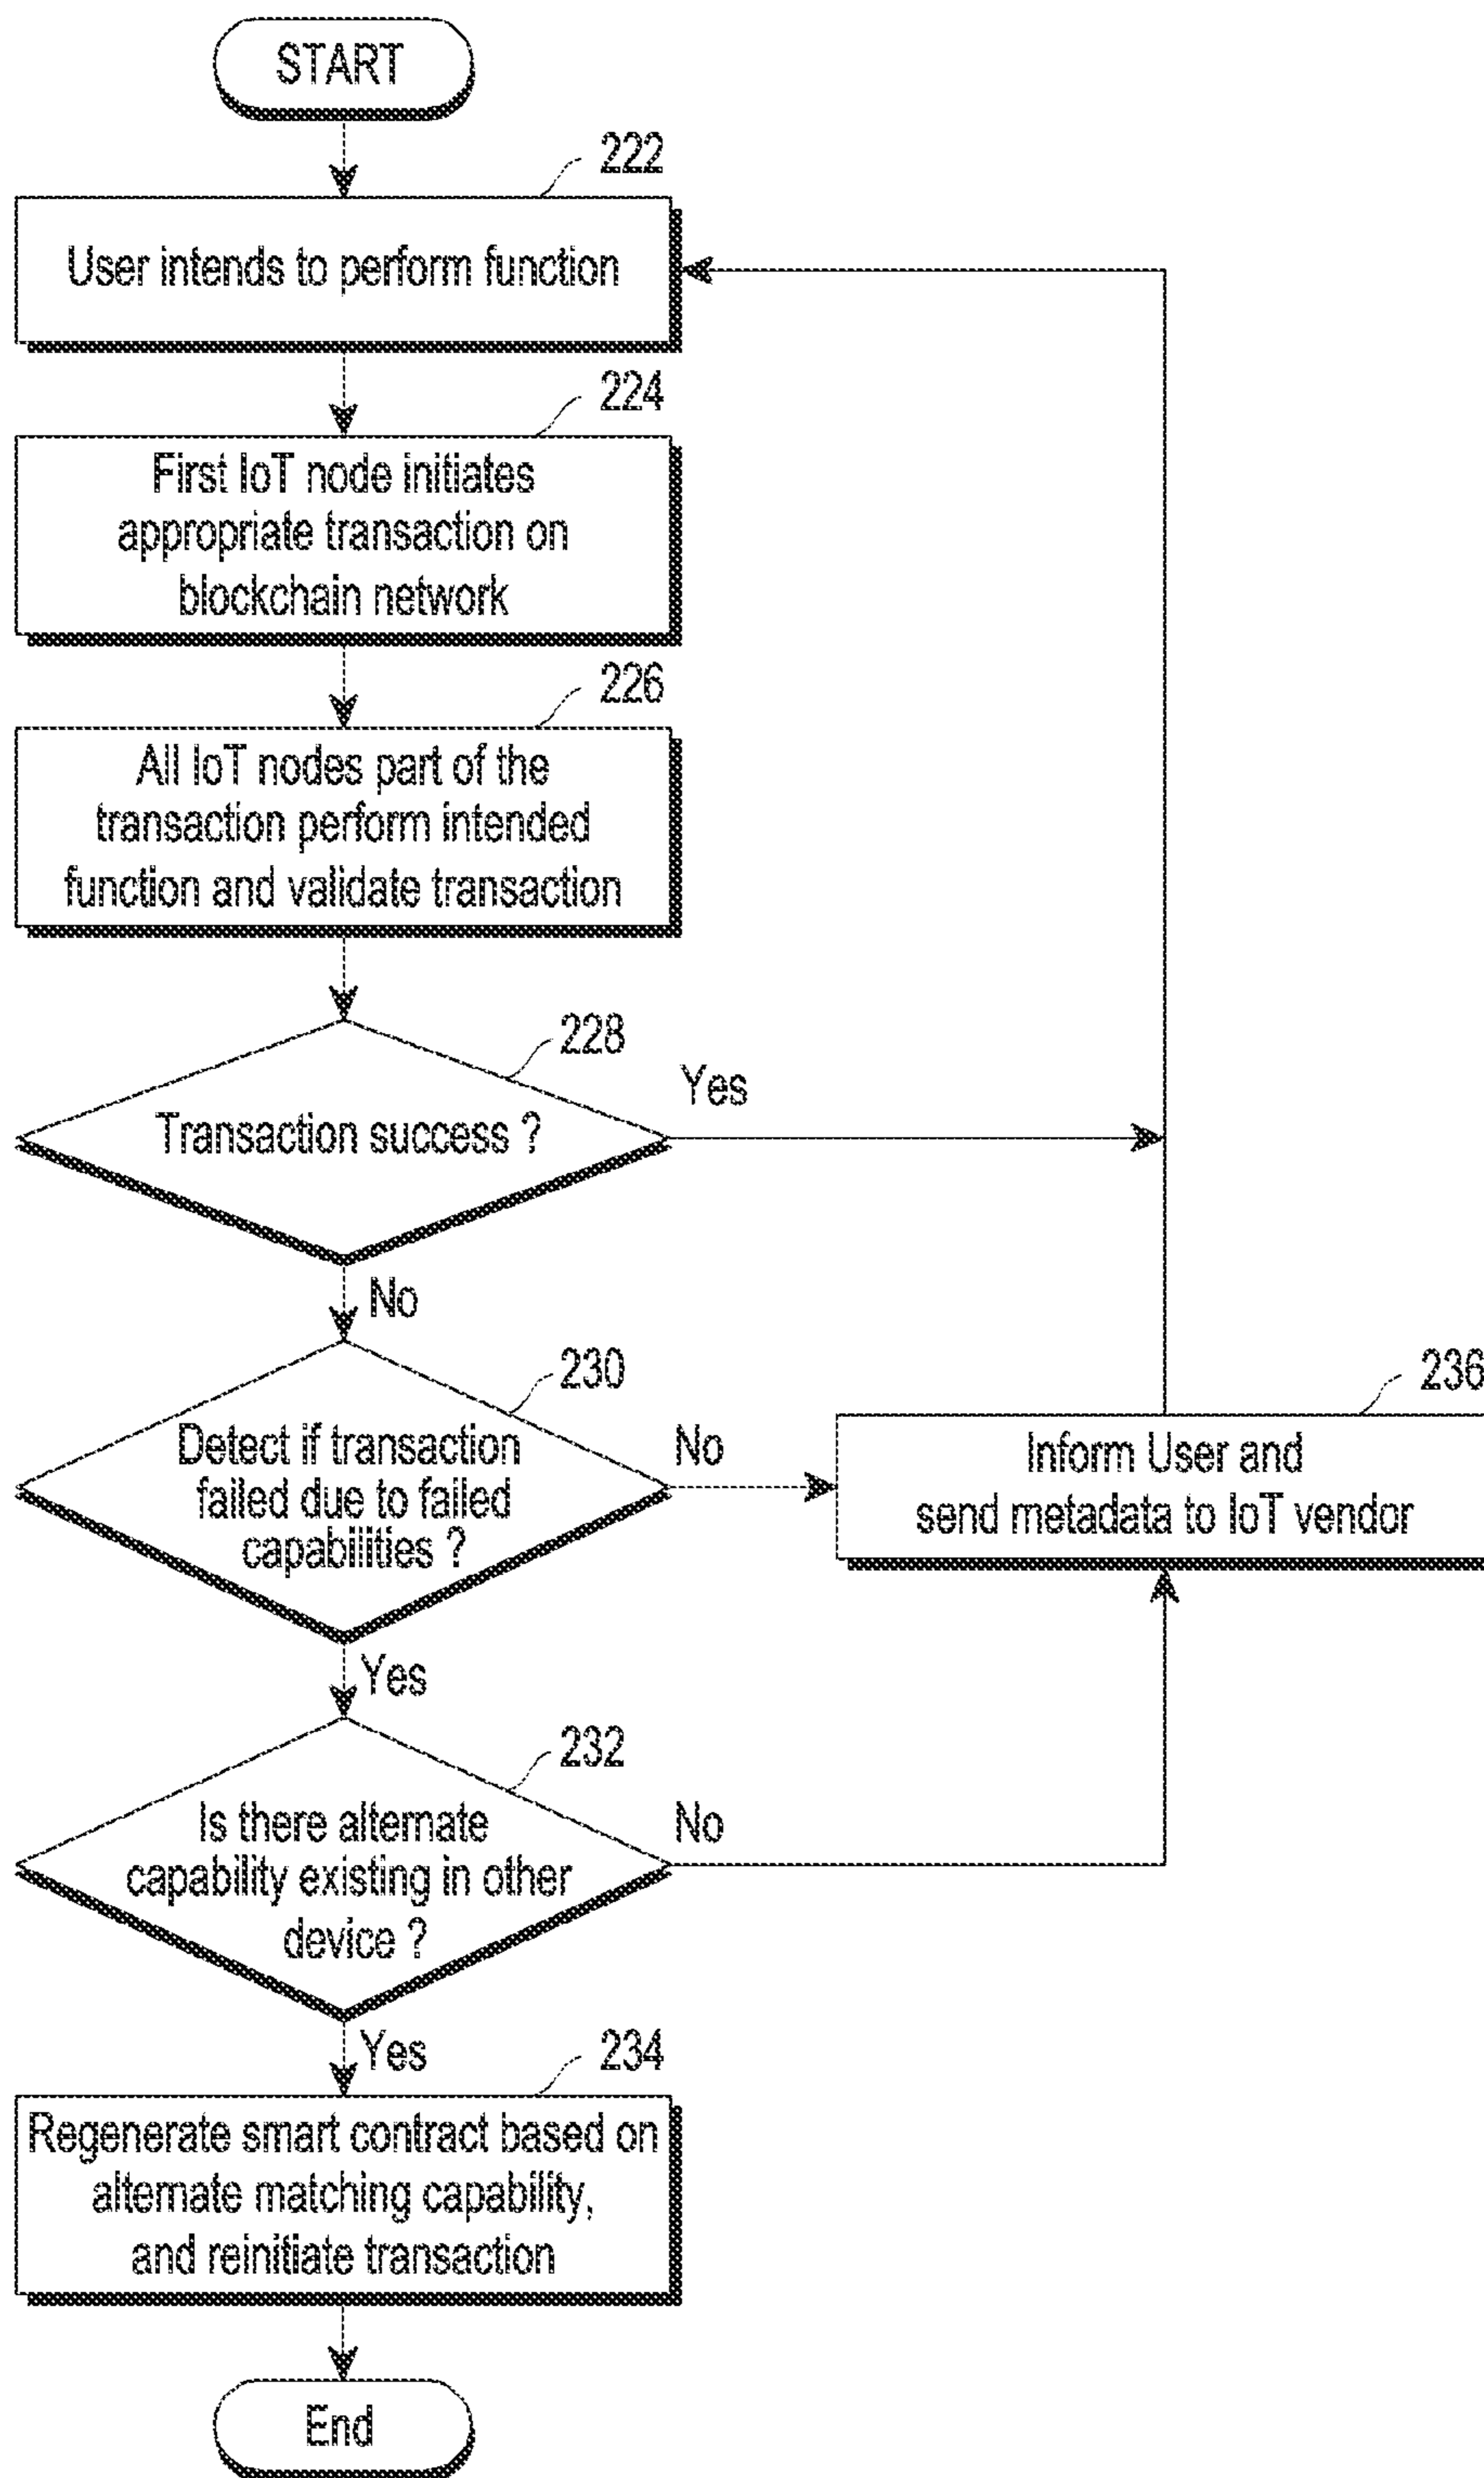 START
222
User intends to perform function
224
First IoT node initiates
appropriate transaction on
blockchain network
226
All IoT nodes part of the
transaction perform intended
function and validate transaction
228
Transaction success ?
Yes
No
230
Detect if transaction
failed due to failed
capabilities ?
No
236
Inform User and
send metadata to IoT vendor
Yes
232
Is there alternate
capability existing in other
device ?
No
Yes
234
Regenerate smart contract based on
alternate matching capability,
and reinitiate transaction
End